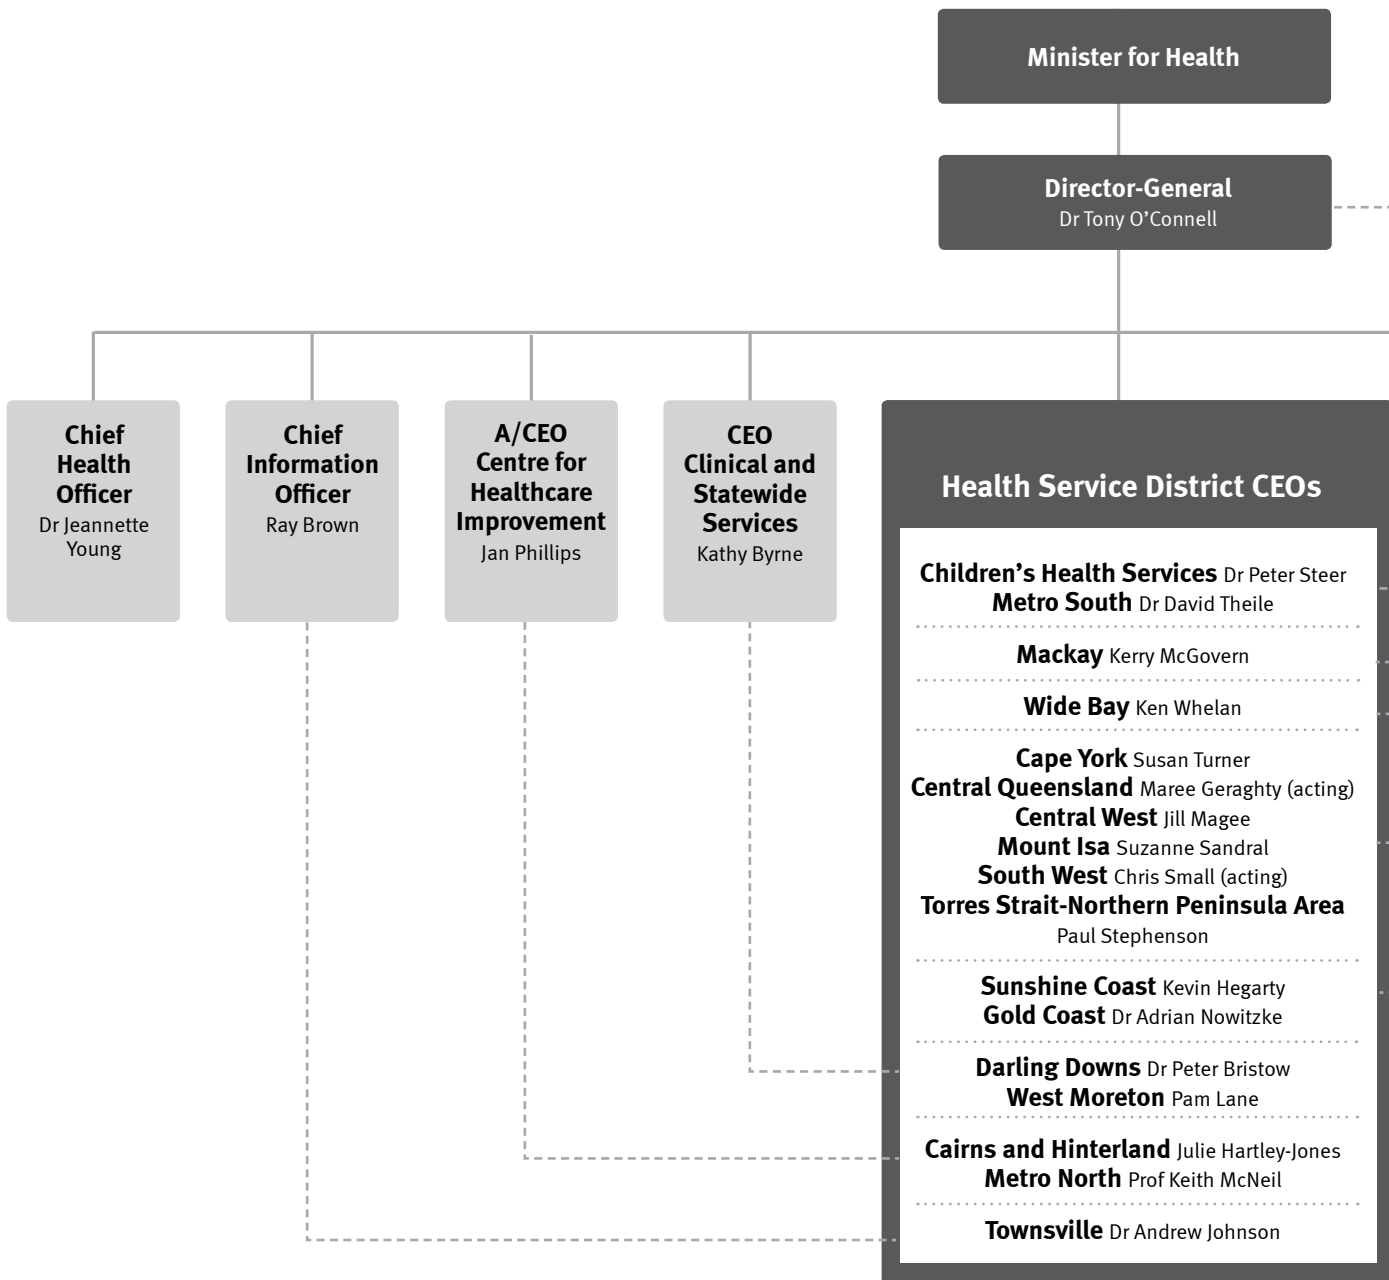 Minister for Health
Director-General
Dr Tony O’Connell
Chief
Health
Officer
Dr Jeannette
Young
Chief
Information
Officer
Ray Brown
A/CEO
Centre for
Healthcare
Improvement
Jan Phillips
CEO
Clinical and
Statewide
Services
Kathy Byrne
Health Service District CEOs
Children’s Health Services Dr Peter Steer
Metro South Dr David Theile
Mackay Kerry McGovern
Wide Bay Ken Whelan
Cape York Susan Turner
Central Queensland Maree Geraghty (acting)
Central West Jill Magee
Mount Isa Suzanne Sandral
South West Chris Small (acting)
Torres Strait-Northern Peninsula Area
Paul Stephenson
Sunshine Coast Kevin Hegarty
Gold Coast Dr Adrian Nowitzke
Darling Downs Dr Peter Bristow
West Moreton Pam Lane
Cairns and Hinterland Julie Hartley-Jones
Metro North Prof Keith McNeil
Townsville Dr Andrew Johnson